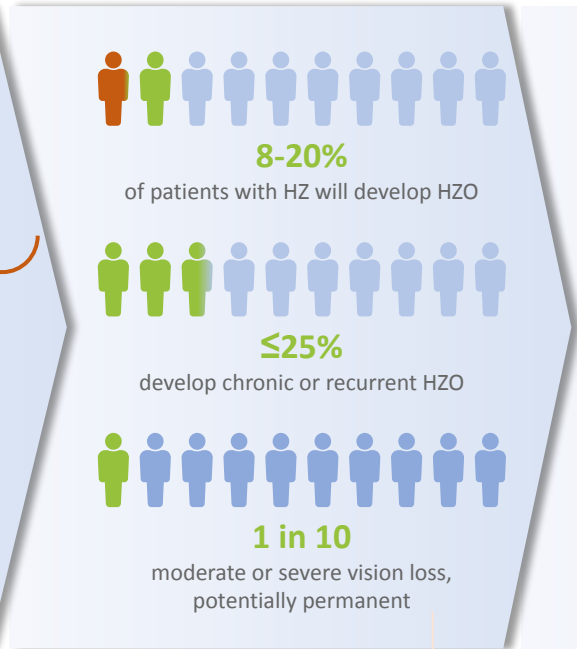 8-20%
of patients with HZ will develop HZO
≤25%
develop chronic or recurrent HZO
1 in 10
moderate or severe vision loss,
potentially permanent